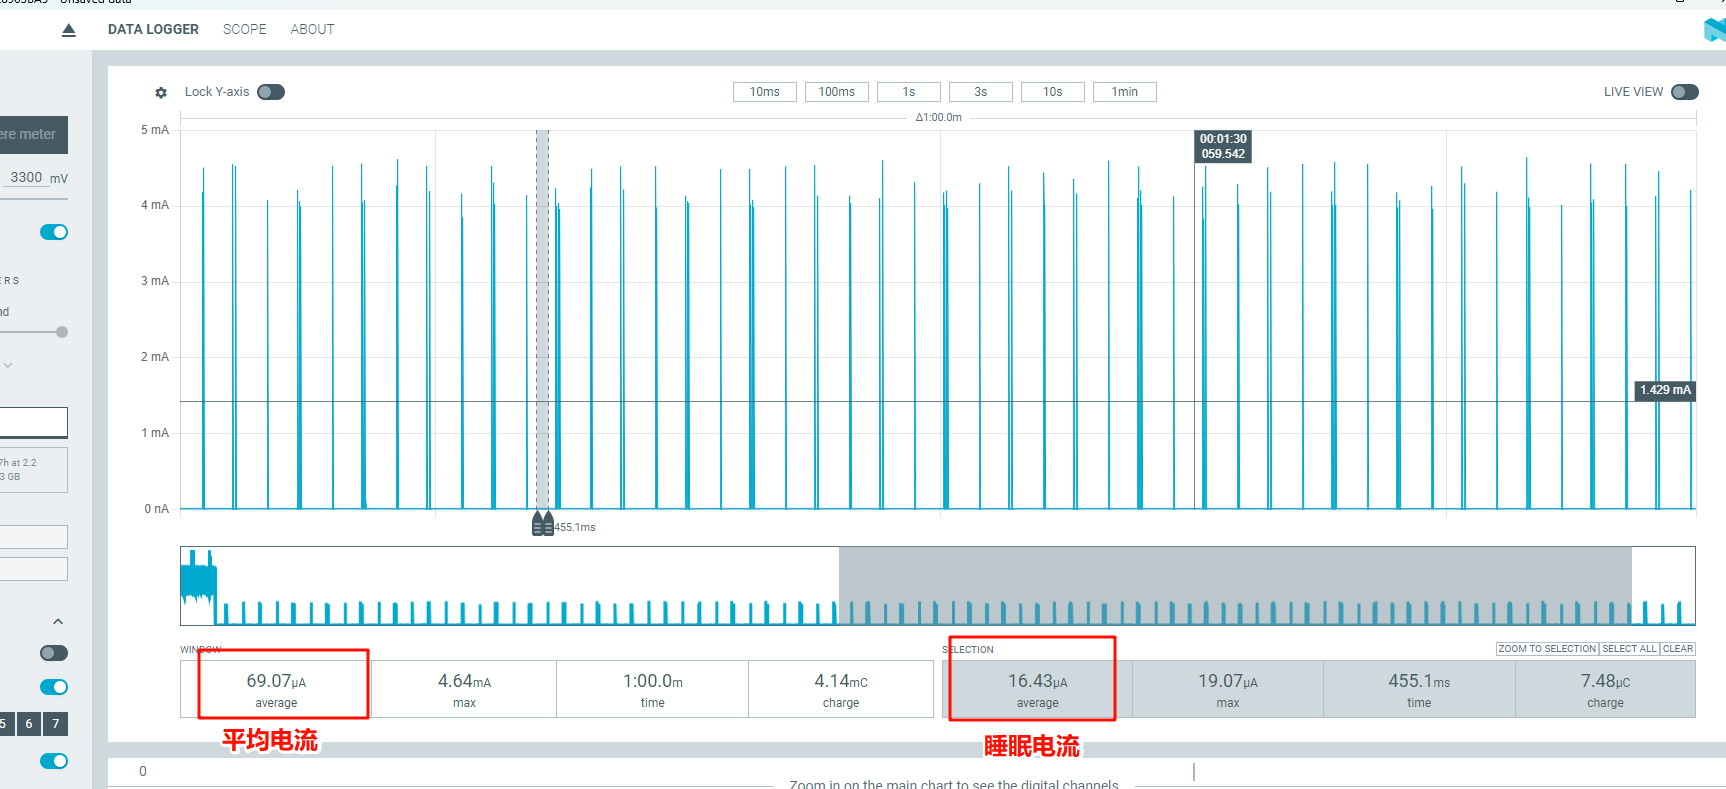 Unsaved data
DATA LOGGER SCOPE ABOUT
Lock Y-axis 10ms 100ms 1s 3s 10s 1min LIVE VIEW
Δ1:00.0m
ere meter
3300 mV
5 mA
4 mA
3 mA
2 mA
1 mA
0 nA
00:01:30
059.542
1.429 mA
455.1ms
ERS
nd
7h at 2.2
3 GB
WINDOW
69.07μA
average
4.64mA
max
1:00.0m
time
4.14mC
charge
SELECTION ZOOM TO SELECTION SELECT ALL CLEAR
16.43μA
average
19.07μA
max
455.1ms
time
7.48μC
charge
平均电流
睡眠电流
5 6 7
0
Zoom in on the main chart to see the digital channels